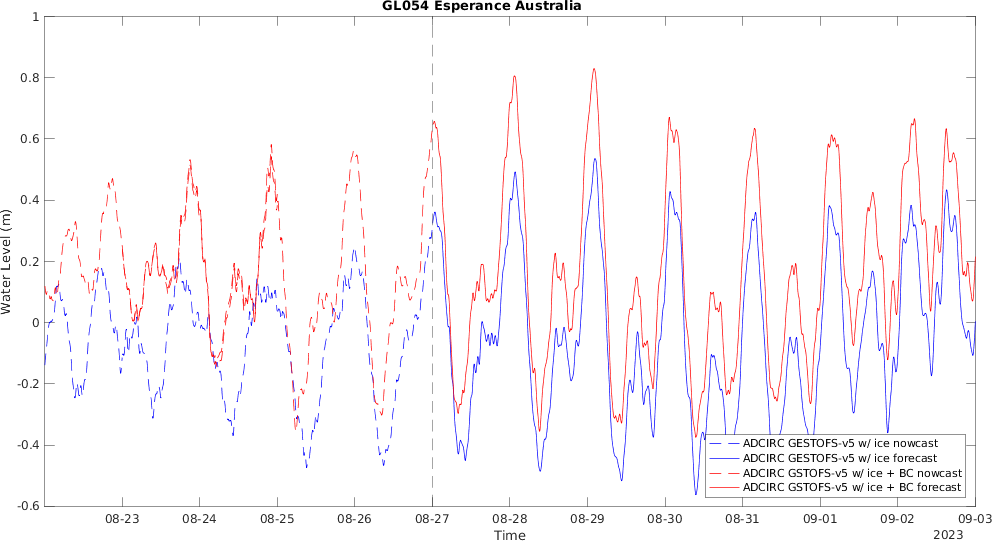 GL054 Esperance Australia
Water Level (m)
1
0.8
0.6
0.4
0.2
0
-0.2
-0.4
-0.6
ADCIRC GESTOFS-v5 w/ ice nowcast
ADCIRC GESTOFS-v5 w/ ice forecast
ADCIRC GSTOFS-v5 w/ ice + BC nowcast
ADCIRC GSTOFS-v5 w/ ice + BC forecast
08-23 08-24 08-25 08-26 08-27 08-28 08-29 08-30 08-31 09-01 09-02 09-03
Time
2023